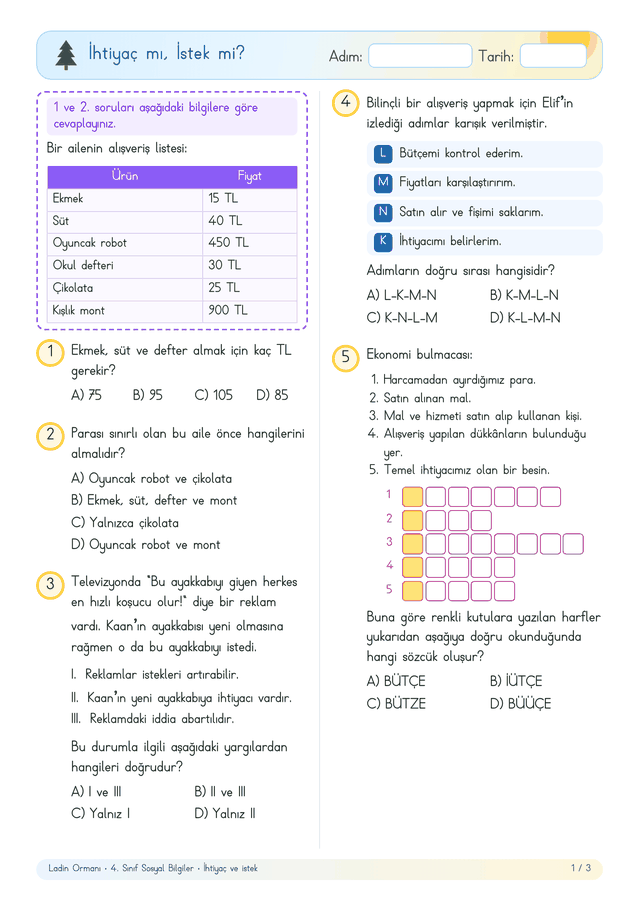 İhtiyaç mı, İstek mi?
Adım:
Tarih:
1 ve 2. soruları aşağıdaki bilgilere göre
cevaplayınız.
Bir ailenin alışveriş listesi:
Ürün Fiyat
Ekmek 15 TL
Süt 40 TL
Oyuncak robot 450 TL
Okul defteri 30 TL
Çikolata 25 TL
Kışlık mont 900 TL
1
Ekmek, süt ve defter almak için kaç TL
gerekir?
A) 75 B) 95 C) 105 D) 85
2
Parası sınırlı olan bu aile önce hangilerini
almalıdır?
A) Oyuncak robot ve çikolata
B) Ekmek, süt, defter ve mont
C) Yalnızca çikolata
D) Oyuncak robot ve mont
3
Televizyonda "Bu ayakkabıyı giyen herkes
en hızlı koşucu olur!" diye bir reklam
vardı. Kaan'ın ayakkabısı yeni olmasına
rağmen o da bu ayakkabıyı istedi.
I. Reklamlar istekleri artırabilir.
II. Kaan'ın yeni ayakkabıya ihtiyacı vardır.
III. Reklamdaki iddia abartılıdır.
Bu durumla ilgili aşağıdaki yargılardan
hangileri doğrudur?
A) I ve III B) II ve III
C) Yalnız I D) Yalnız II
4
Bilinçli bir alışveriş yapmak için Elif'in
izlediği adımlar karışık verilmiştir.
L Bütçemi kontrol ederim.
M Fiyatları karşılaştırırım.
N Satın alır ve fişimi saklarım.
K İhtiyacımı belirlerim.
Adımların doğru sırası hangisidir?
A) L-K-M-N B) K-M-L-N
C) K-N-L-M D) K-L-M-N
5
Ekonomi bulmacası:
1. Harcamadan ayırdığımız para.
2. Satın alınan mal.
3. Mal ve hizmeti satın alıp kullanan kişi.
4. Alışveriş yapılan dükkânların bulunduğu
yer.
5. Temel ihtiyacımız olan bir besin.
1
2
3
4
5
Buna göre renkli kutulara yazılan harfler
yukarıdan aşağıya doğru okunduğunda
hangi sözcük oluşur?
A) BÜTÇE B) İÜTÇE
C) BÜTZE D) BÜÜÇE
Ladin Ormanı • 4. Sınıf Sosyal Bilgiler • İhtiyaç ve istek
1 / 3